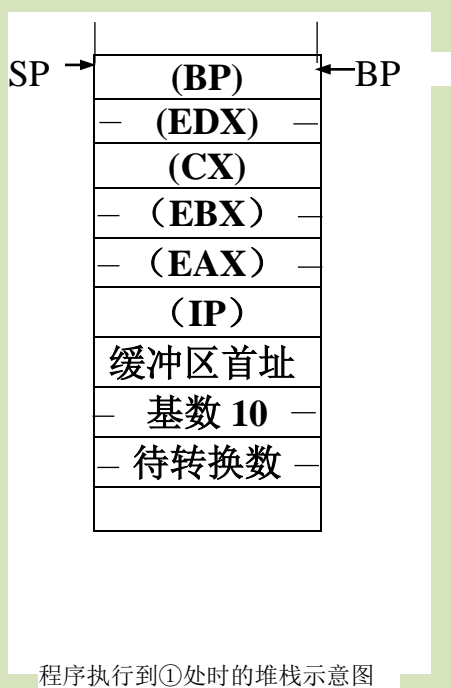 SP
(BP)
BP
(EDX)
(CX)
（EBX）
（EAX）
（IP）
缓冲区首址
基数 10
待转换数
程序执行到①处时的堆栈示意图